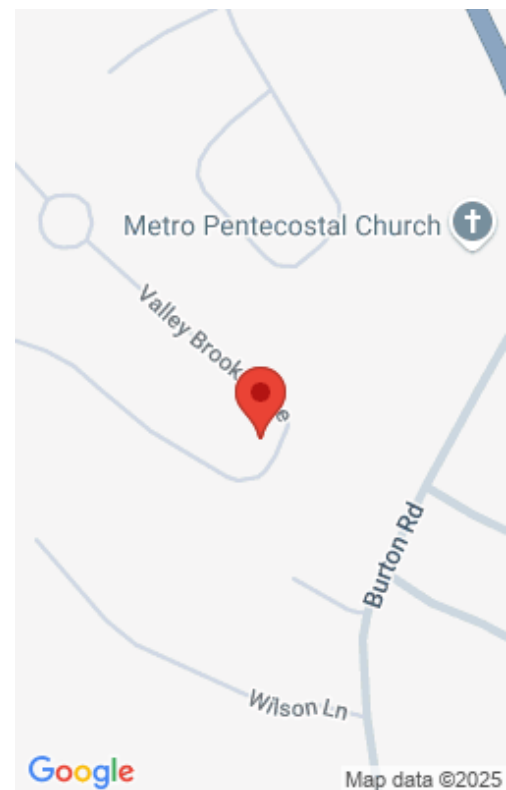 Metro Pentecostal Church
Valley Brook
Burton Rd
Wilson Ln
Google
Map data ©2025